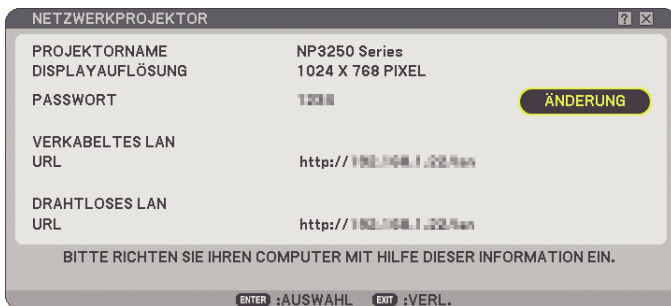 NETZWERKPROJEKTOR
PROJEKTORNAME NP3250 Series
DISPLAYAUFLÖSUNG 1024 X 768 PIXEL
PASSWORT ÄNDERUNG
VERKABELTES LAN
URL http://
DRAHTLOSES LAN
URL http://
BITTE RICHTEN SIE IHREN COMPUTER MIT HILFE DIESER INFORMATION EIN.
ENTER :AUSWAHL EXIT :VERL.